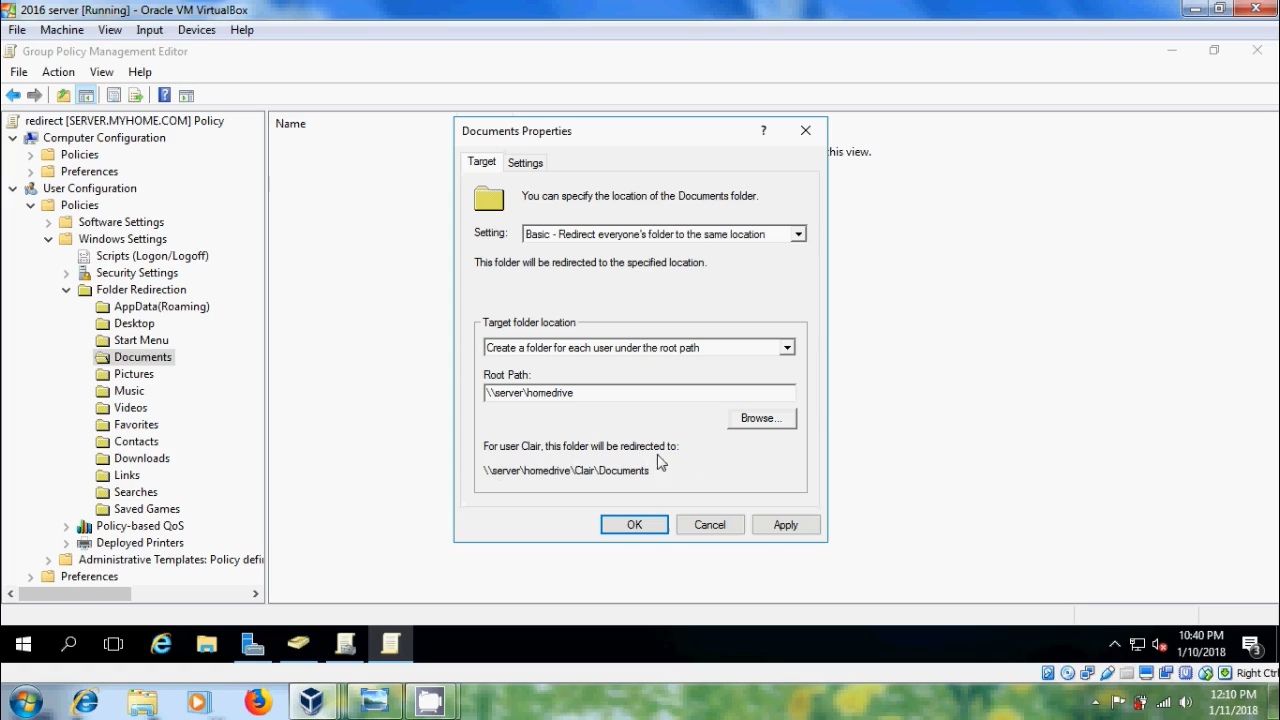 2016 server [Running] - Oracle VM VirtualBox
File Machine View Input Devices Help
Group Policy Management Editor
File Action View Help
redirect [SERVER.MYHOME.COM] Policy
Computer Configuration
Policies
Preferences
User Configuration
Policies
Software Settings
Windows Settings
Scripts (Logon/Logoff)
Security Settings
Folder Redirection
AppData(Roaming)
Desktop
Start Menu
Documents
Pictures
Music
Videos
Favorites
Contacts
Downloads
Links
Searches
Saved Games
Policy-based QoS
Deployed Printers
Administrative Templates: Policy defi
Preferences
Name
his view.
Documents Properties
Target Settings
You can specify the location of the Documents folder.
Setting: Basic - Redirect everyone's folder to the same location
This folder will be redirected to the specified location.
Target folder location
Create a folder for each user under the root path
Root Path:
\\server\homedrive
Browse...
For user Clair, this folder will be redirected to:
\\server\homedrive\Clair\Documents
OK Cancel Apply
10:40 PM
1/10/2018
3
Right Ctrl
12:10 PM
1/11/2018